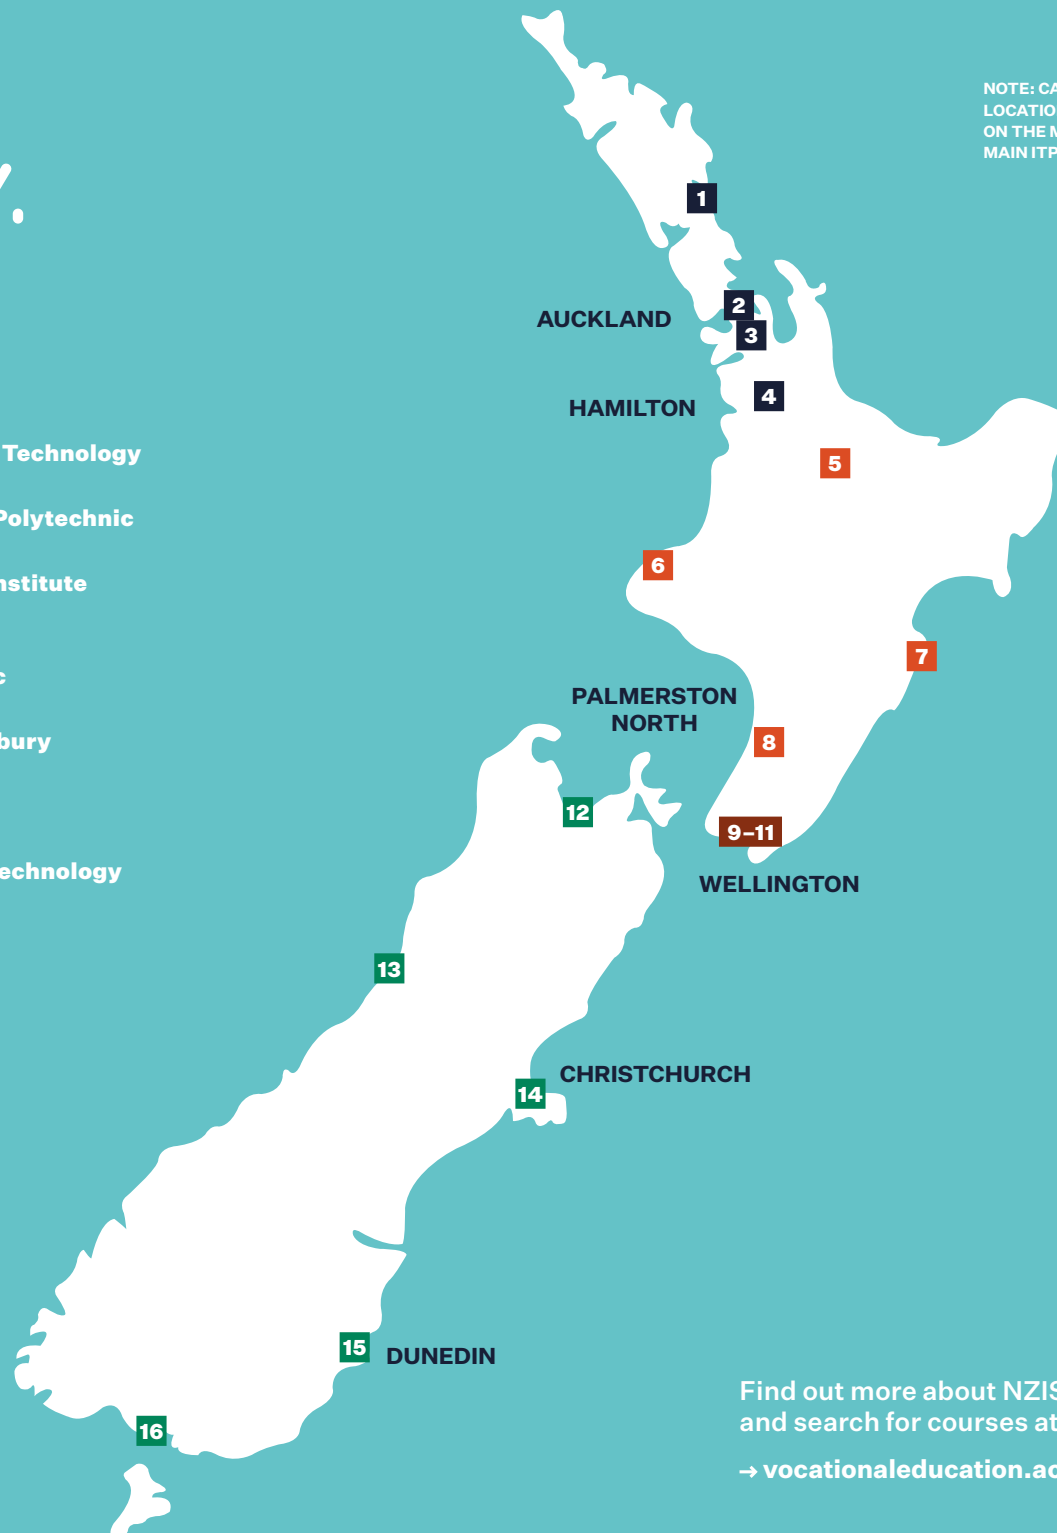 NOTE: CA
LOCATIO
ON THE M
MAIN ITP
1
2
AUCKLAND
3
4
HAMILTON
Technology
5
Polytechnic
6
nstitute
7
c
PALMERSTON
NORTH
bury
8
12
9–11
echnology
WELLINGTON
13
CHRISTCHURCH
14
15
DUNEDIN
Find out more about NZIS
and search for courses at
16
→ vocationaleducation.ac